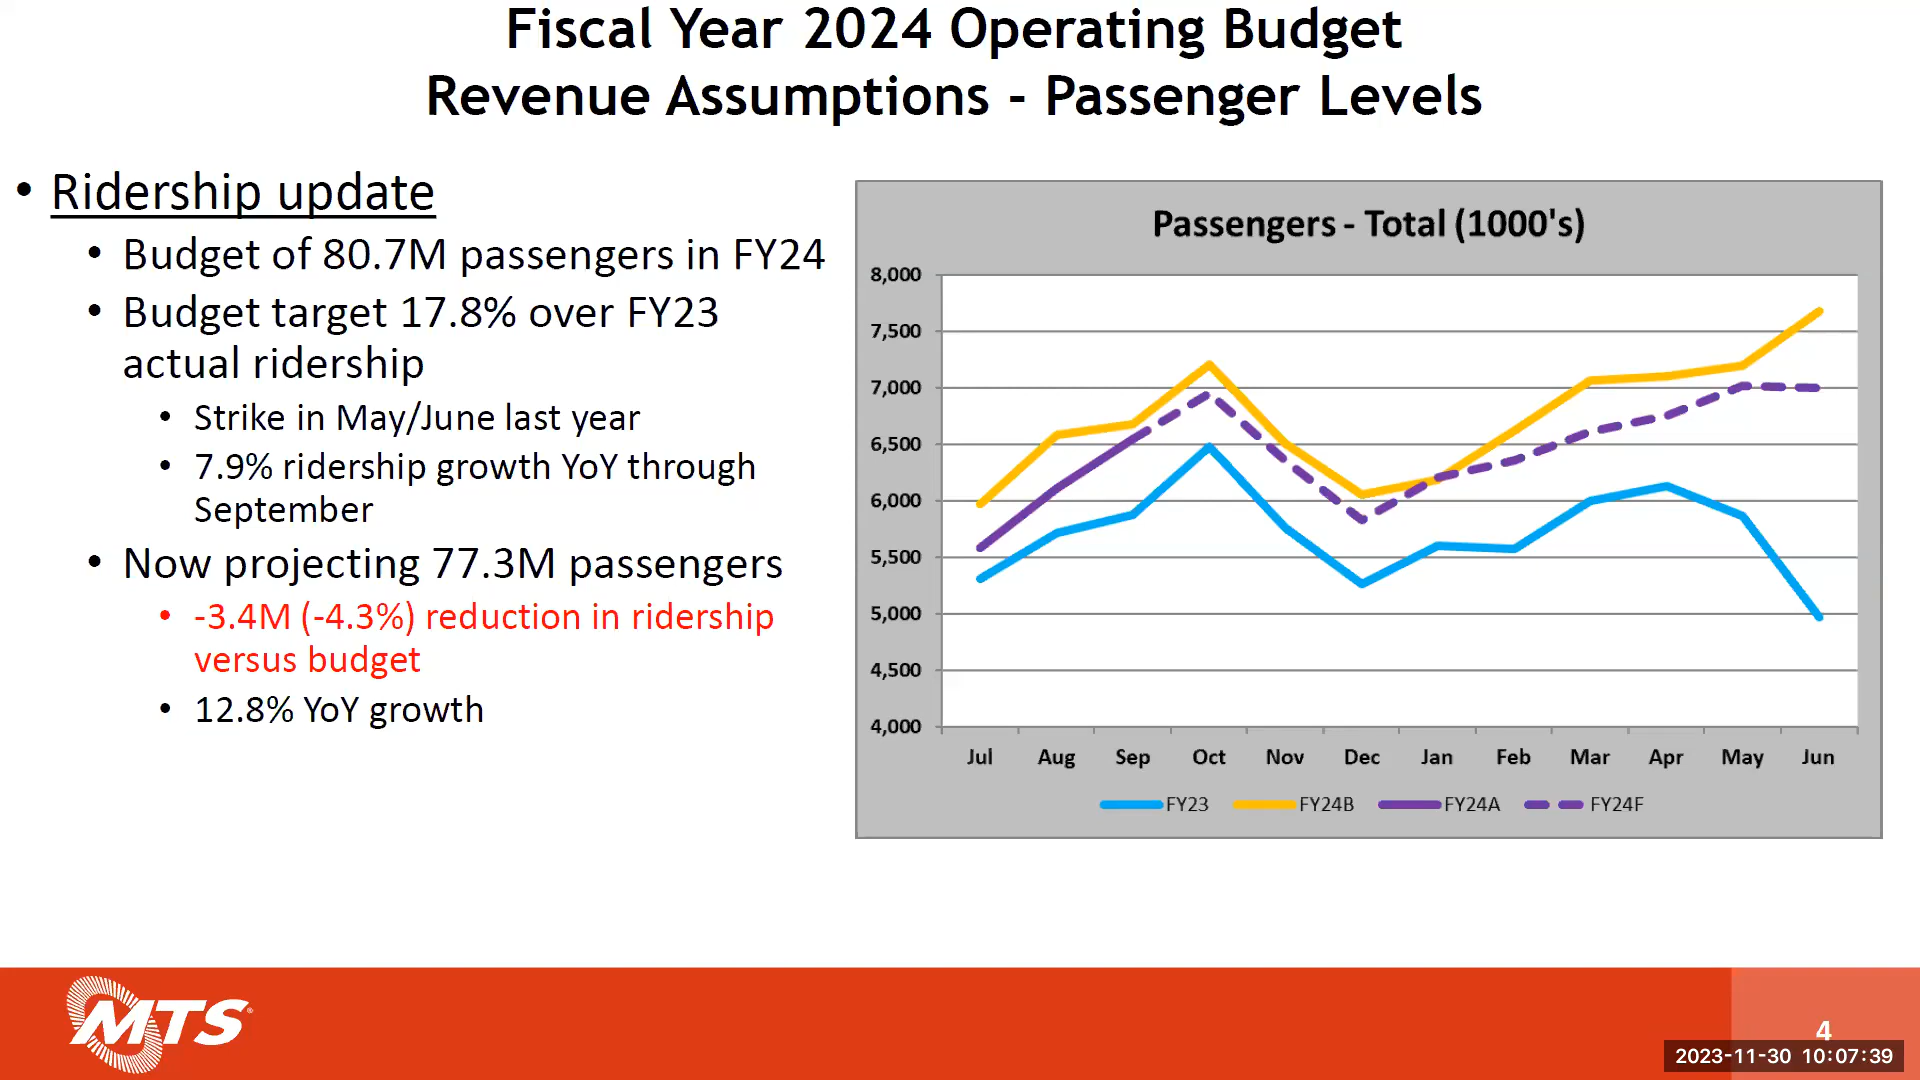 Fiscal Year 2024 Operating Budget
Revenue Assumptions - Passenger Levels
• Ridership update
• Budget of 80.7M passengers in FY24
• Budget target 17.8% over FY23
actual ridership
• Strike in May/June last year
• 7.9% ridership growth YoY through
September
• Now projecting 77.3M passengers
• -3.4M (-4.3%) reduction in ridership
versus budget
• 12.8% YoY growth
Passengers - Total (1000's)
8,000
7,500
7,000
6,500
6,000
5,500
5,000
4,500
4,000
Jul Aug Sep Oct Nov Dec Jan Feb Mar Apr May Jun
FY23 FY24B FY24A FY24F
MTS®
4
2023-11-30 10:07:39